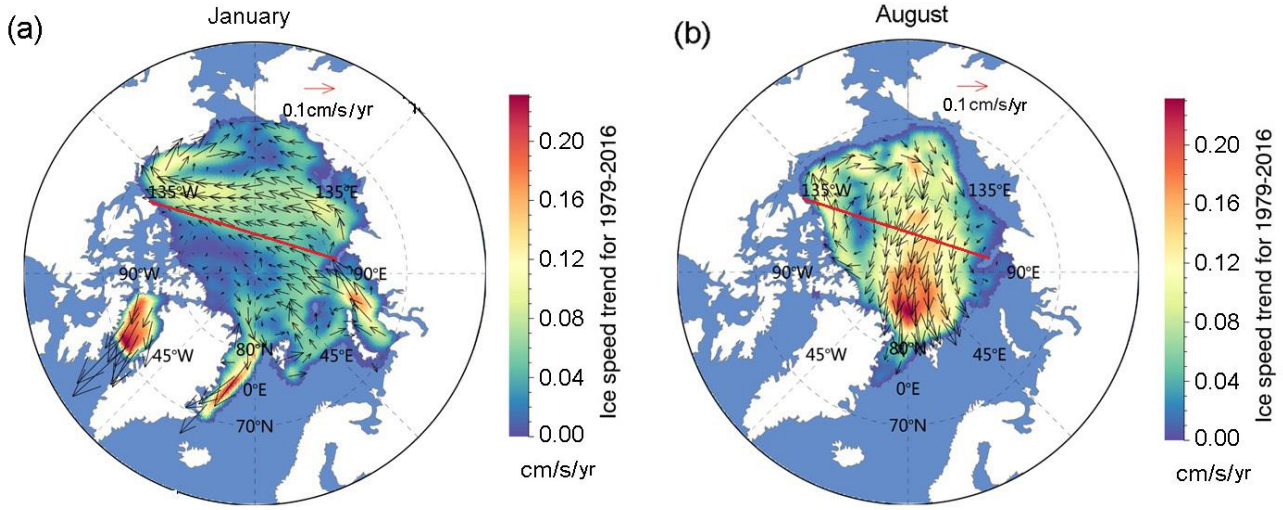 January
August
(a)
(b)
0.1cm/s/yr
135°W
135°E
90°W
90°E
80°N
45°W
45°E
0°E
70°N
0.20
0.16
0.12
0.08
0.04
0.00
Ice speed trend for 1979-2016
cm/s/yr
0.1cm/s/yr
135°W
135°E
90°W
90°E
80°N
45°W
45°E
0°E
70°N
0.20
0.16
0.12
0.08
0.04
0.00
Ice speed trend for 1979-2016
cm/s/yr